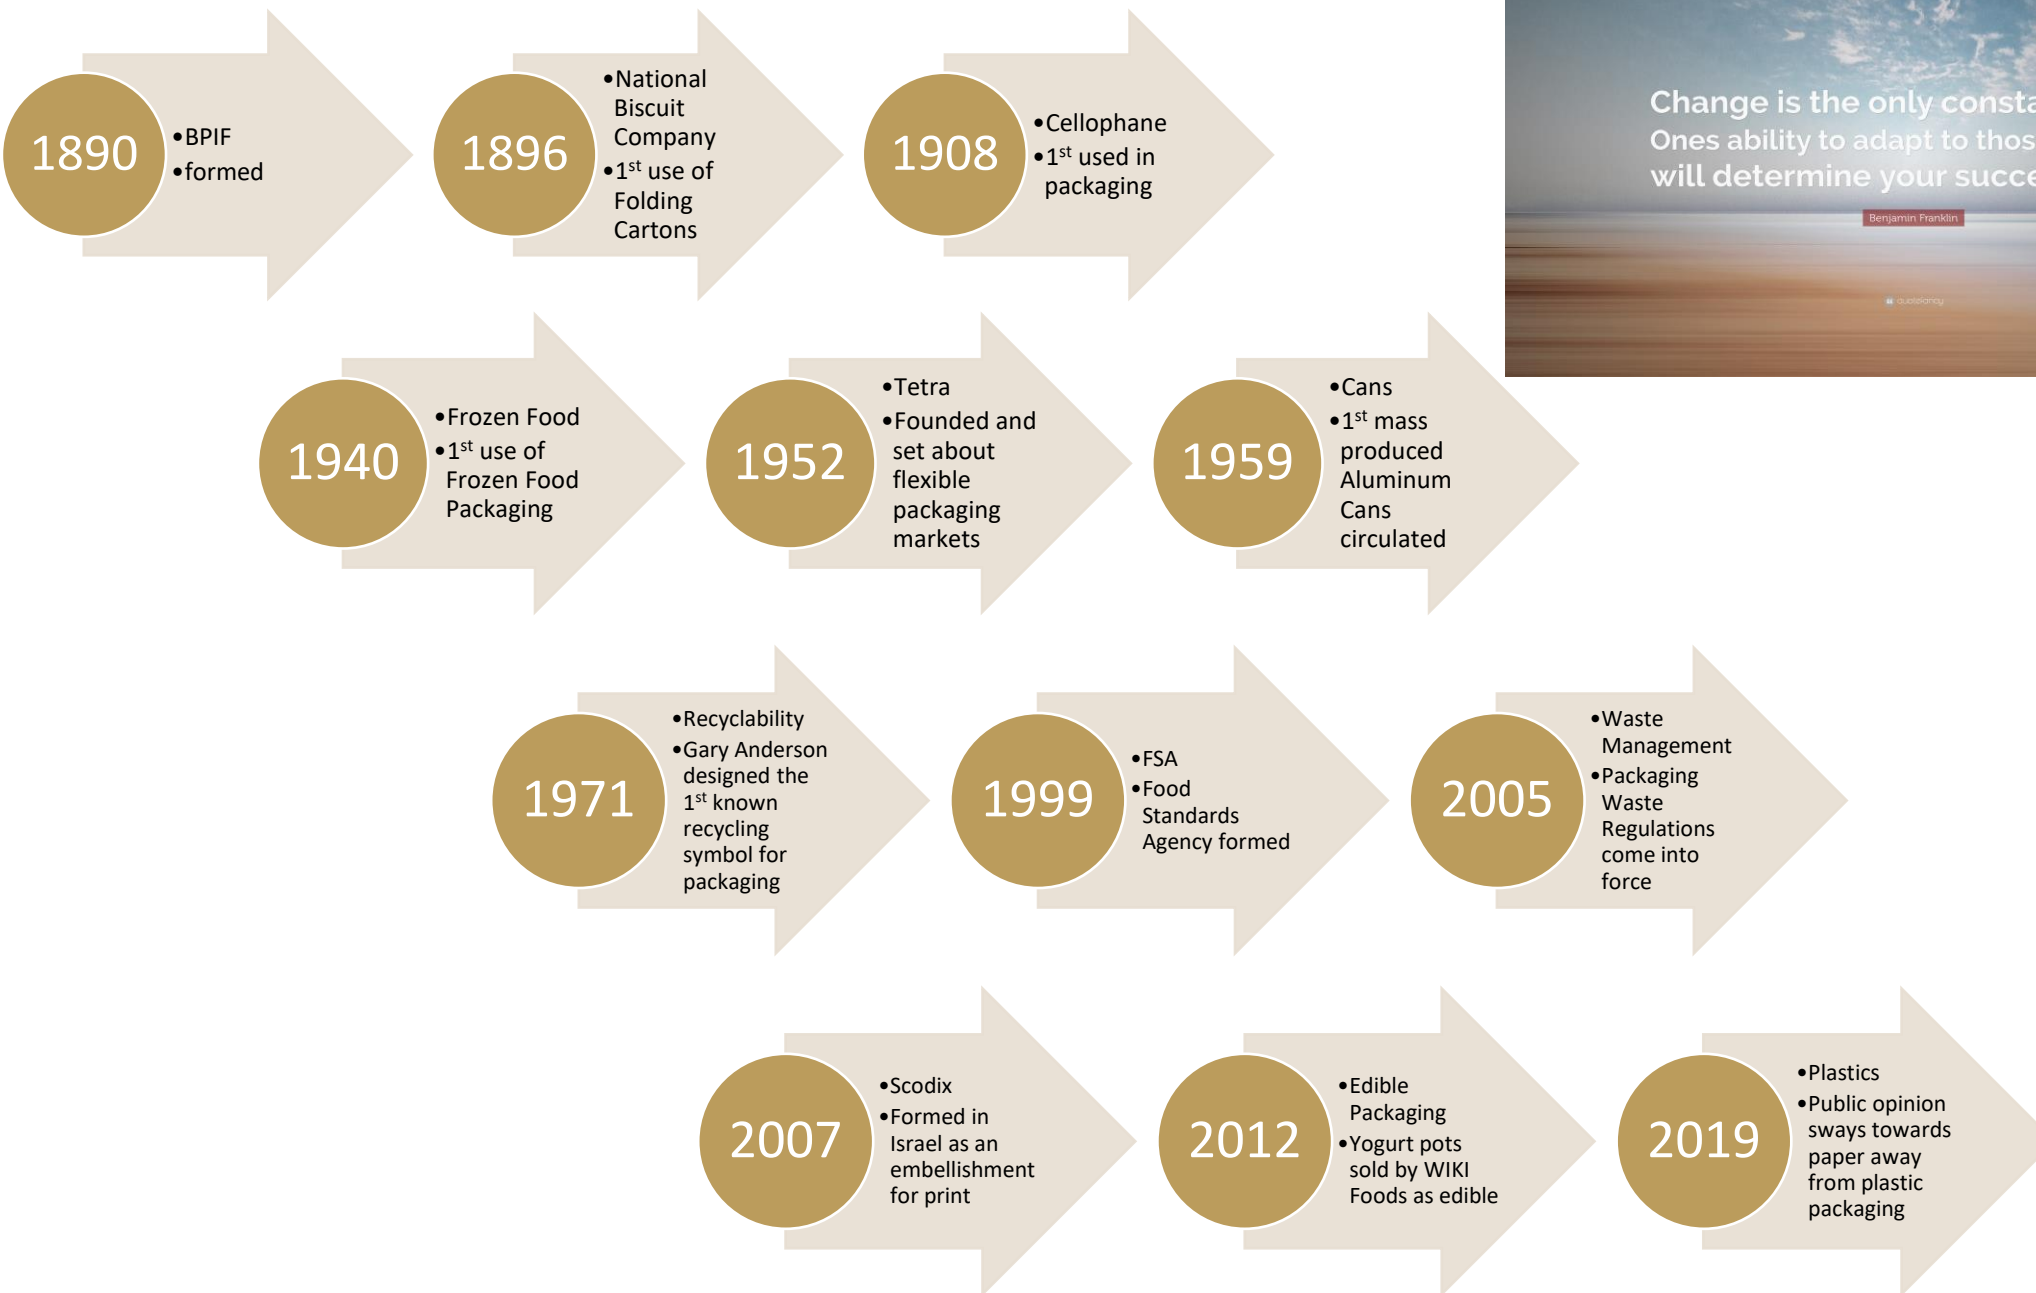 1890
•BPIF
•formed
1896
•National
Biscuit
Company
•1st use of
Folding
Cartons
1908
•Cellophane
•1st used in
packaging
Change is the only
Ones ability to adapt to
will determine your
Benjamin Franklin
quotefancy
1940
•Frozen Food
•1st use of
Frozen Food
Packaging
1952
•Tetra
•Founded and
set about
flexible
packaging
markets
1959
•Cans
•1st mass
produced
Aluminum
Cans
circulated
1971
•Recyclability
•Gary Anderson
designed the
1st known
recycling
symbol for
packaging
1999
•FSA
•Food
Standards
Agency formed
2005
•Waste
Management
•Packaging
Waste
Regulations
come into
force
2007
•Scodix
•Formed in
Israel as an
embellishment
for print
2012
•Edible
Packaging
•Yogurt pots
sold by WIKI
Foods as edible
2019
•Plastics
•Public opinion
sways towards
paper away
from plastic
packaging